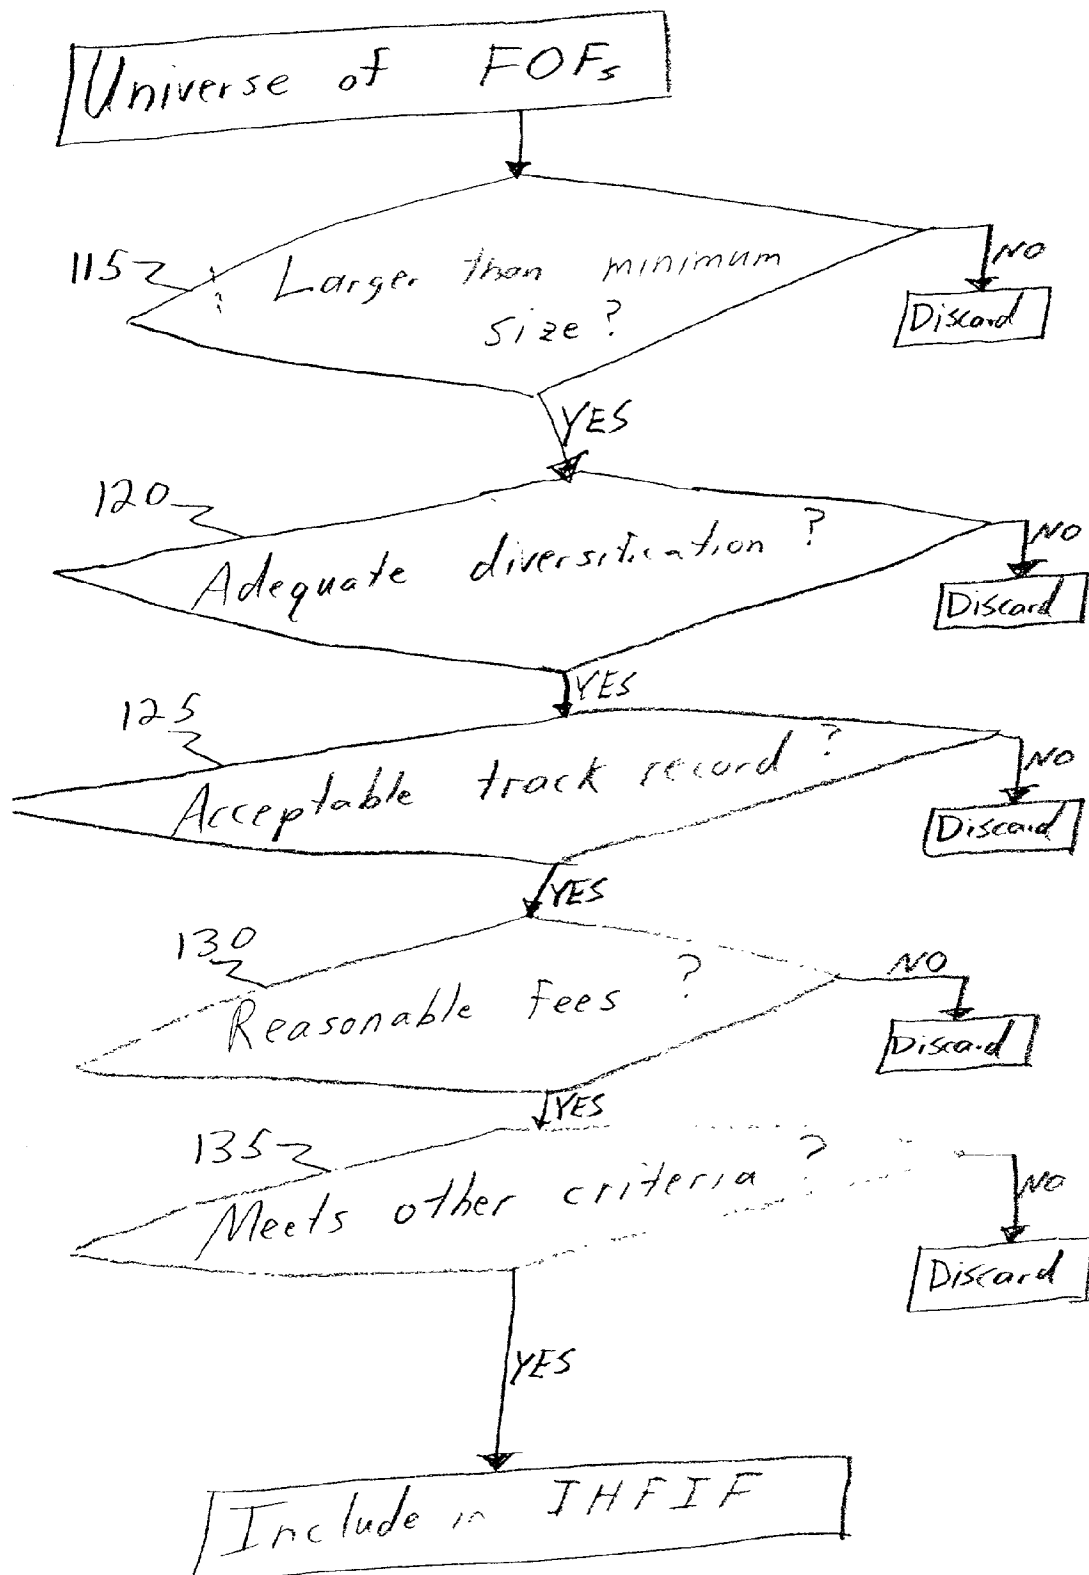 Universe of FOFs
115
Larger than minimum
size?
NO
Discard
YES
120
Adequate diversification?
NO
Discard
YES
125
Acceptable track record?
NO
Discard
YES
130
Reasonable Fees?
NO
Discard
YES
135
Meets other criteria?
NO
Discard
YES
Include in IHFIF